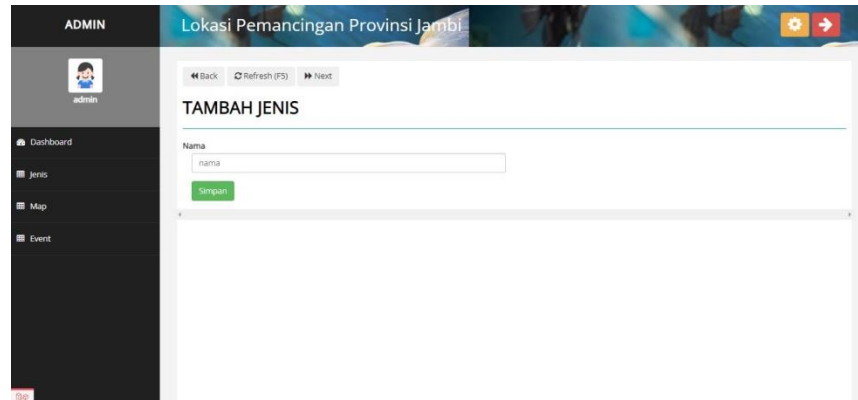 ADMIN
Lokasi Pemancingan Provinsi Jambi
admin
Back Refresh (F5) Next
TAMBAH JENIS
Dashboard
Jenis
Map
Event
Nama
nama
Simpan